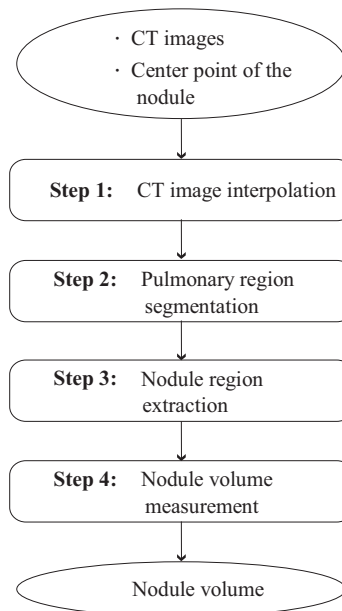 · CT images
· Center point of the
nodule
Step 1: CT image interpolation
Step 2: Pulmonary region
segmentation
Step 3: Nodule region
extraction
Step 4: Nodule volume
measurement
Nodule volume